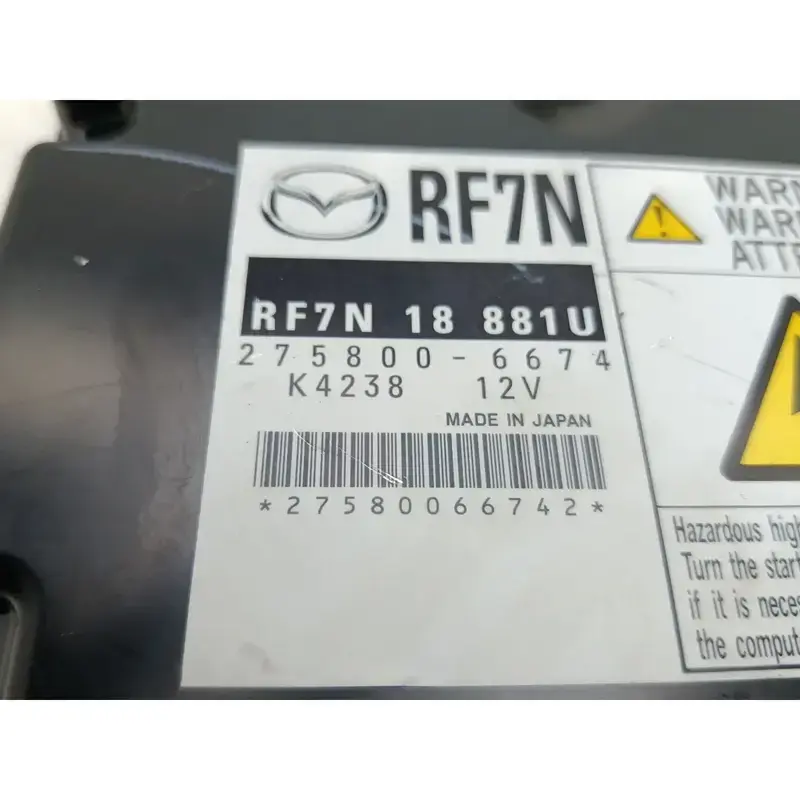 RF7N
RF7N 18 881U
275800-6674
K4238 12V
MADE IN JAPAN
*27580066742*
Hazardous
Turn the
if it is
the